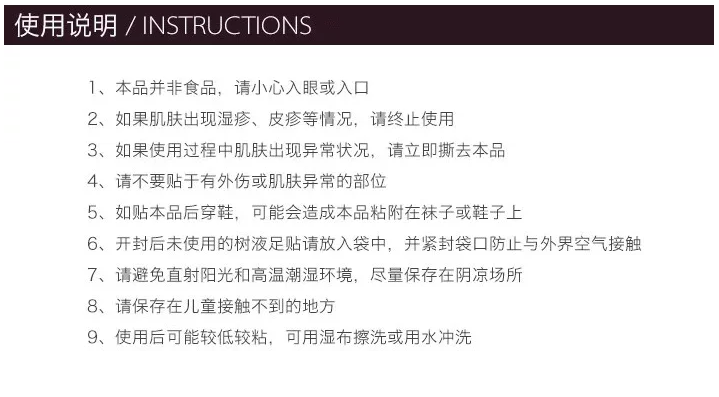 使用说明 / INSTRUCTIONS
1、本品并非食品，请小心入眼或入口
2、如果肌肤出现湿疹、皮疹等情况，请终止使用
3、如果使用过程中肌肤出现异常状况，请立即撕去本品
4、请不要贴于有外伤或肌肤异常的部位
5、如贴本品后穿鞋，可能会造成本品粘附在袜子或鞋子上
6、开封后未使用的树液足贴请放入袋中，并紧封袋口防止与外界空气接触
7、请避免直射阳光和高温潮湿环境，尽量保存在阴凉场所
8、请保存在儿童接触不到的地方
9、使用后可能较低较粘，可用湿布擦洗或用水冲洗